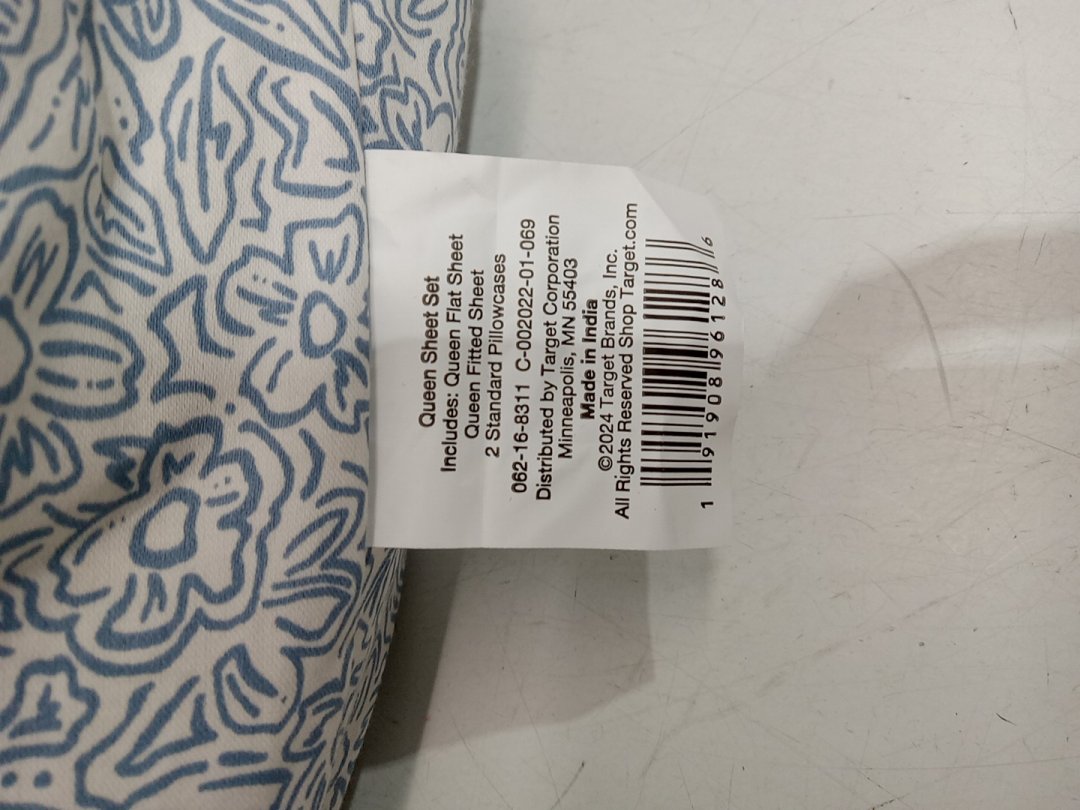 Queen Sheet Set
Includes: Queen Flat Sheet
Queen Fitted Sheet
2 Standard Pillowcases
062-16-8311 C-002022-01-069
Distributed by Target Corporation
Minneapolis, MN 55403
Made in India
©2024 Target Brands, Inc.
All Rights Reserved Shop Target.com
1 91908 96128 6